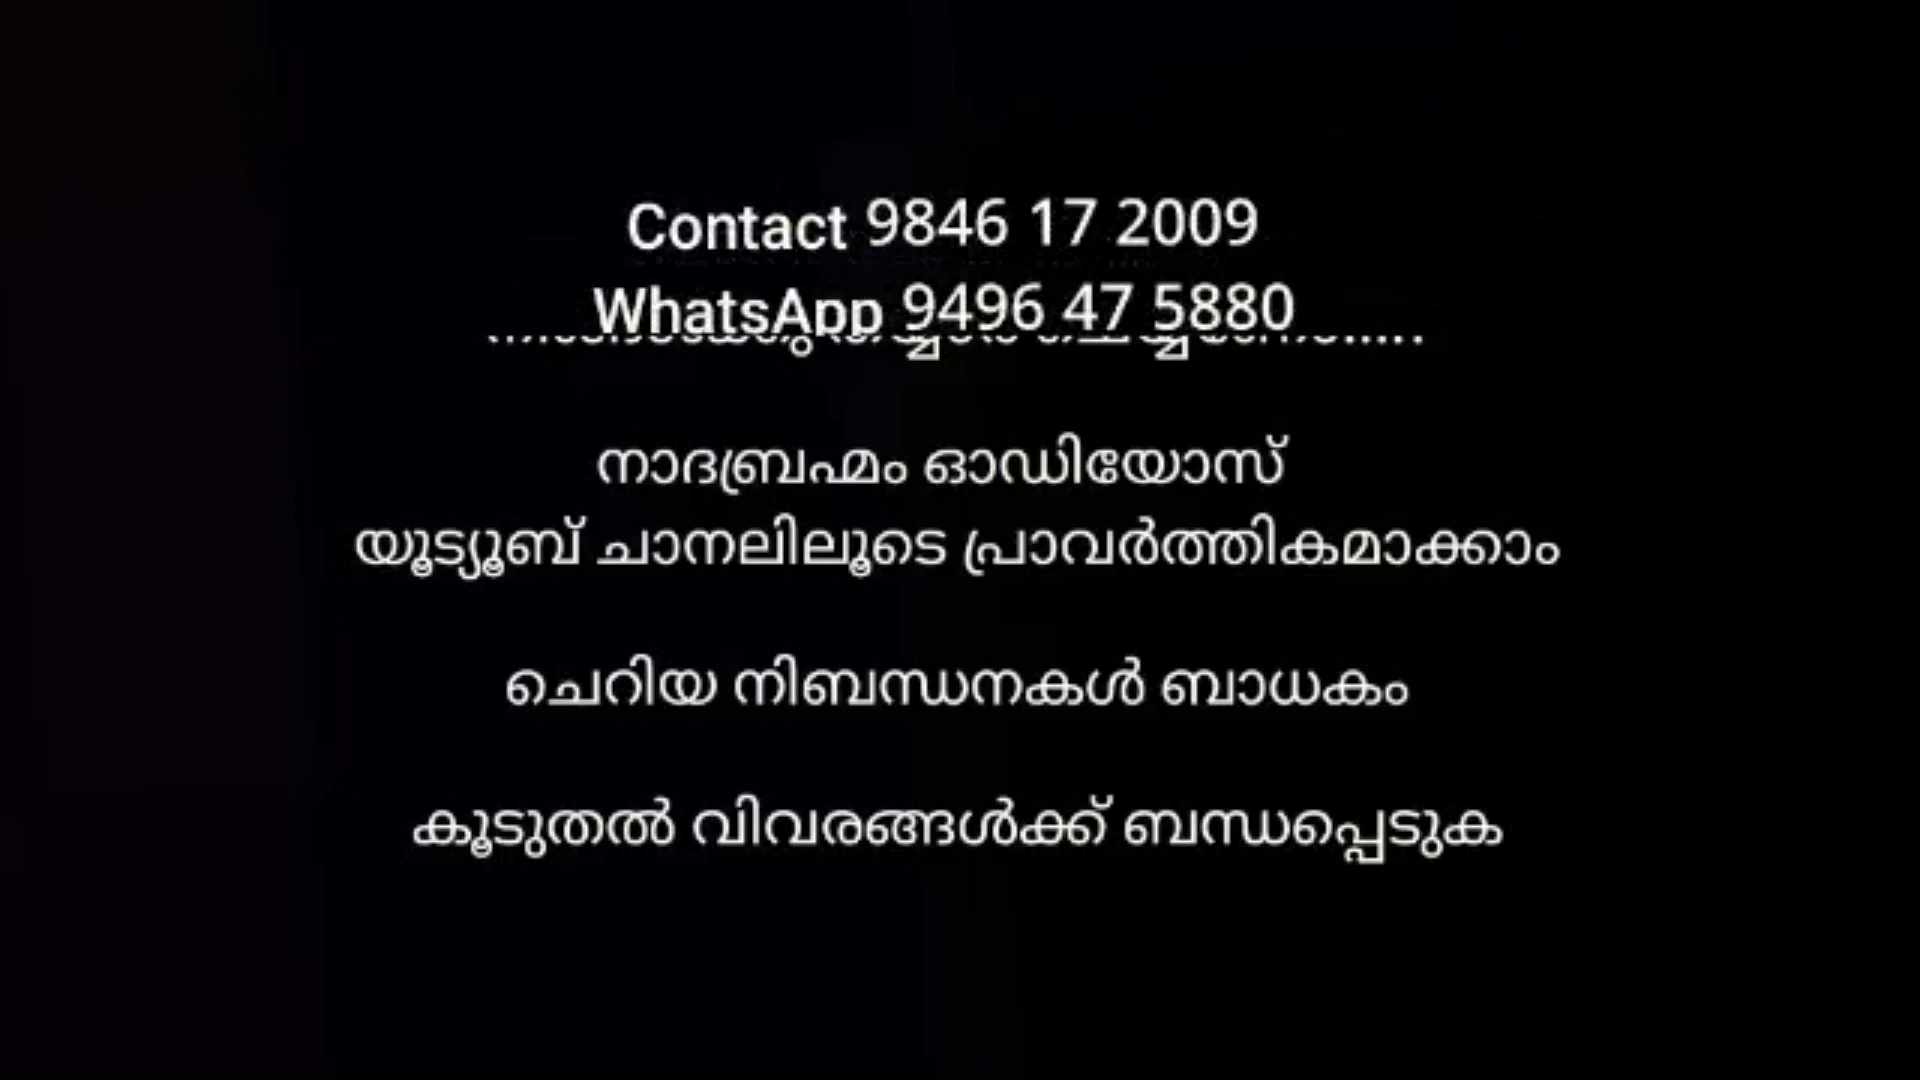 Contact 9846 17 2009
WhatsApp 9496 47 5880
നാദബ്രഹ്മം ഓഡിയോസ്
യൂട്യൂബ് ചാനലിലൂടെ പ്രാവർത്തികമാക്കാം
ചെറിയ നിബന്ധനകൾ ബാധകം
കൂടുതൽ വിവരങ്ങൾക്ക് ബന്ധപ്പെടുക